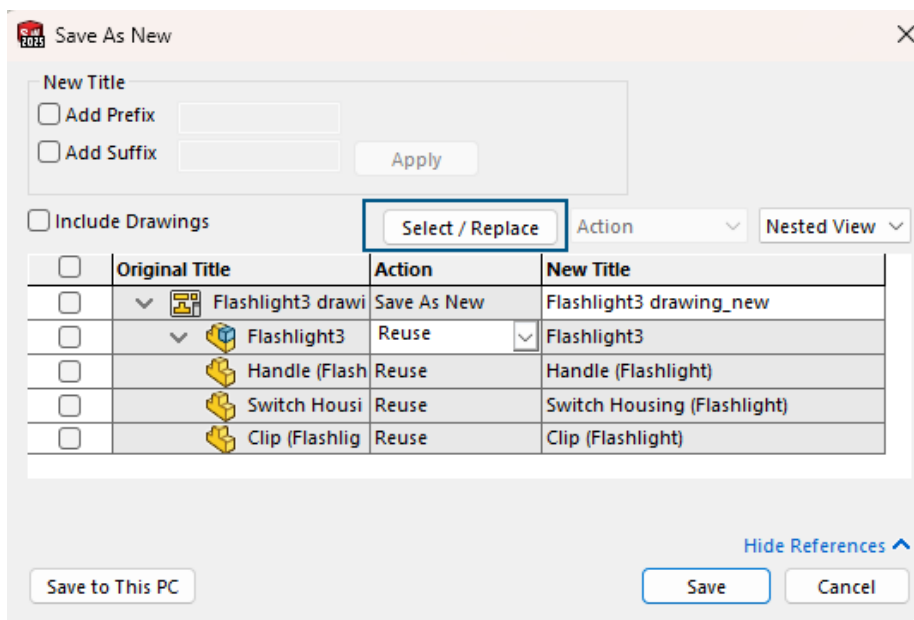 SW
2025
Save As New
New Title
Add Prefix
Add Suffix
Apply
Include Drawings
Select / Replace
Action
Nested View
Original Title Action New Title
Flashlight3 drawi Save As New Flashlight3 drawing_new
Flashlight3 Reuse Flashlight3
Handle (Flash Reuse Handle (Flashlight)
Switch Housi Reuse Switch Housing (Flashlight)
Clip (Flashlig Reuse Clip (Flashlight)
Hide References
Save to This PC
Save
Cancel